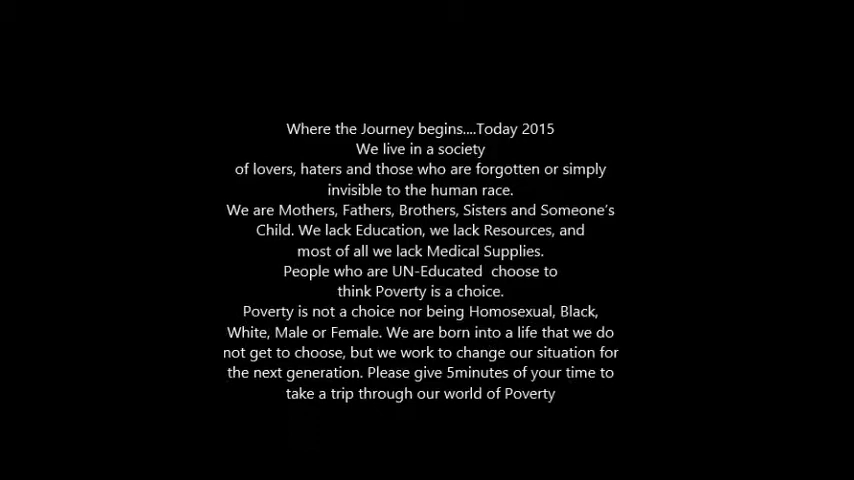 Where the Journey begins....Today 2015
We live in a society
of lovers, haters and those who are forgotten or simply
invisible to the human race.
We are Mothers, Fathers, Brothers, Sisters and Someone's
Child. We lack Education, we lack Resources, and
most of all we lack Medical Supplies.
People who are UN-Educated  choose to
think Poverty is a choice.
Poverty is not a choice nor being Homosexual, Black,
White, Male or Female. We are born into a life that we do
not get to choose, but we work to change our situation for
the next generation. Please give 5minutes of your time to
take a trip through our world of Poverty